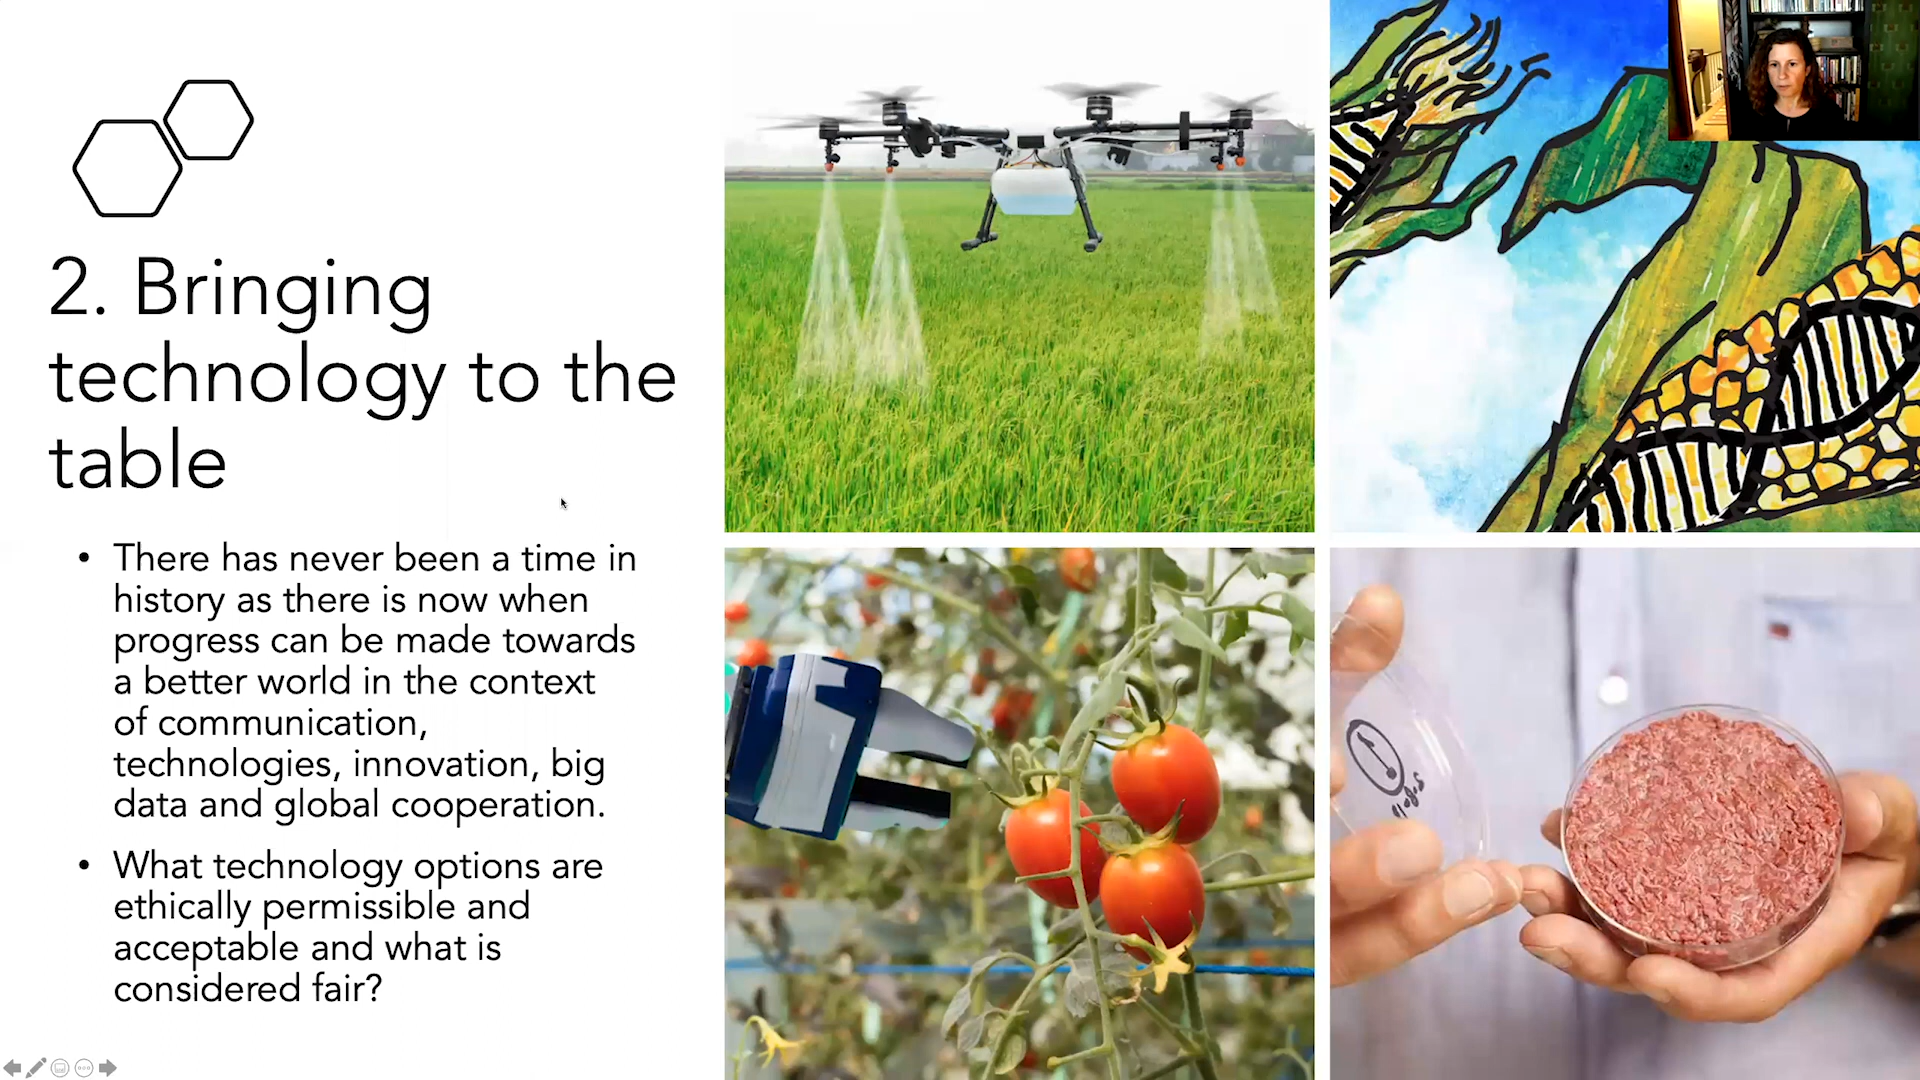 2. Bringing
technology to the
table
• There has never been a time in
history as there is now when
progress can be made towards
a better world in the context
of communication,
technologies, innovation, big
data and global cooperation.
• What technology options are
ethically permissible and
acceptable and what is
considered fair?